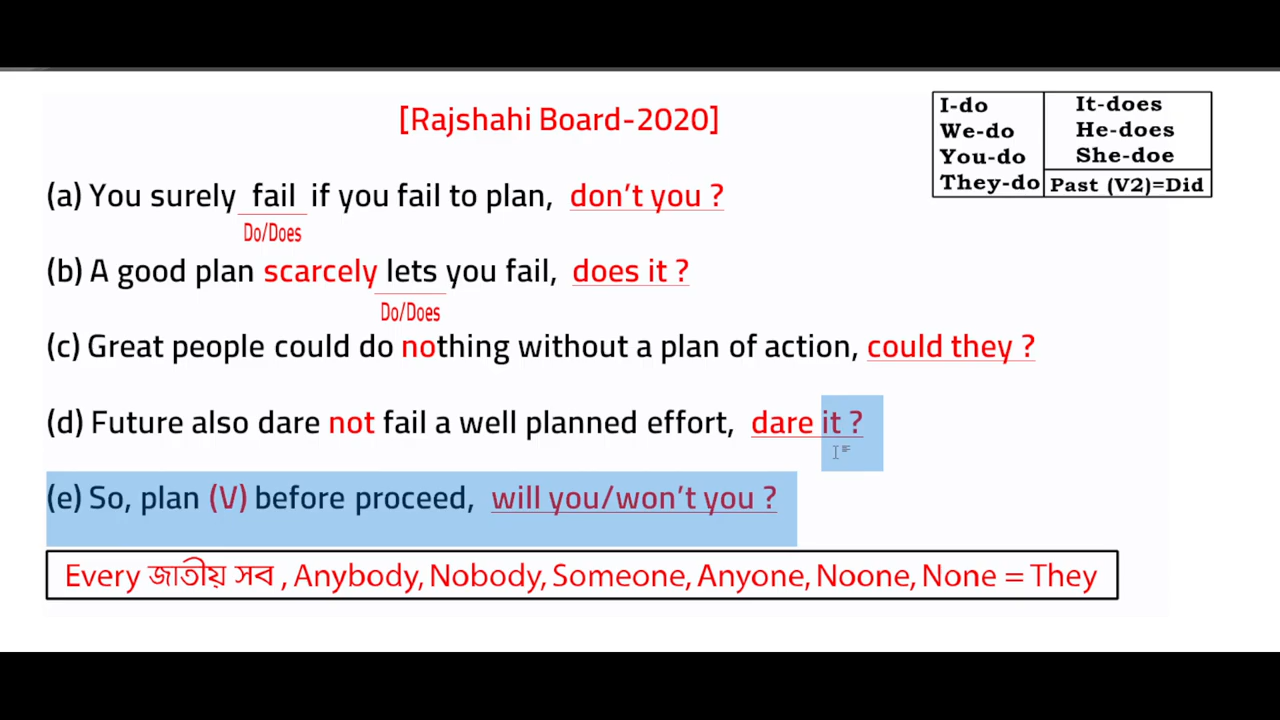 [Rajshahi Board-2020]
I-do
We-do
You-do
They-do
It-does
He-does
She-doe
Past (V2)=Did
(a) You surely fail if you fail to plan, don't you ?
Do/Does
(b) A good plan scarcely lets you fail, does it ?
Do/Does
(c) Great people could do nothing without a plan of action, could they ?
(d) Future also dare not fail a well planned effort, dare it ?
(e) So, plan (V) before proceed, will you/won't you ?
Every জাতীয় সব , Anybody, Nobody, Someone, Anyone, Noone, None = They